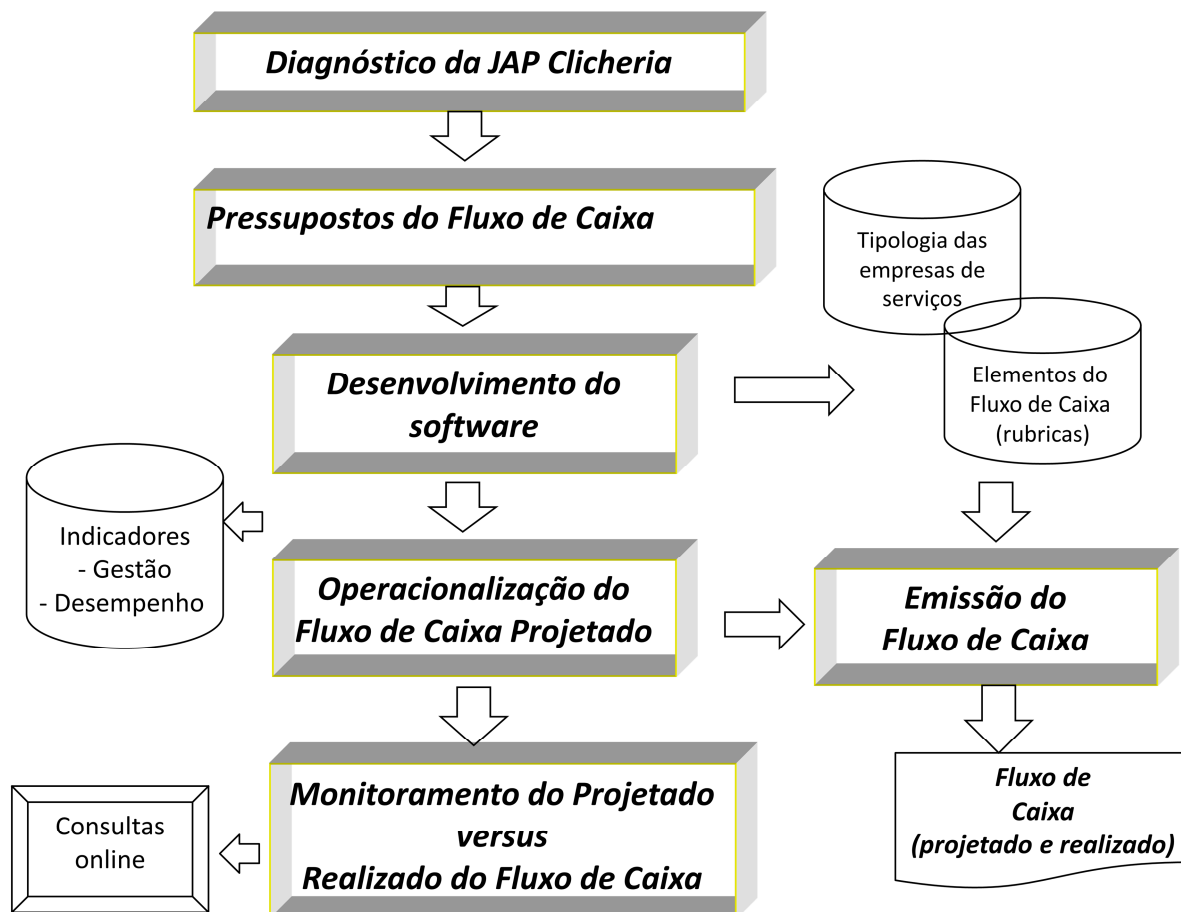 Diagnóstico da JAP Clicheria
Pressupostos do Fluxo de Caixa
Tipologia das
empresas de
serviços
Desenvolvimento do
software
Elementos do
Fluxo de Caixa
(rubricas)
Indicadores
- Gestão
- Desempenho
Operacionalização do
Fluxo de Caixa Projetado
Emissão do
Fluxo de Caixa
Monitoramento do Projetado
versus
Realizado do Fluxo de Caixa
Consultas
online
Fluxo de
Caixa
(projetado e realizado)